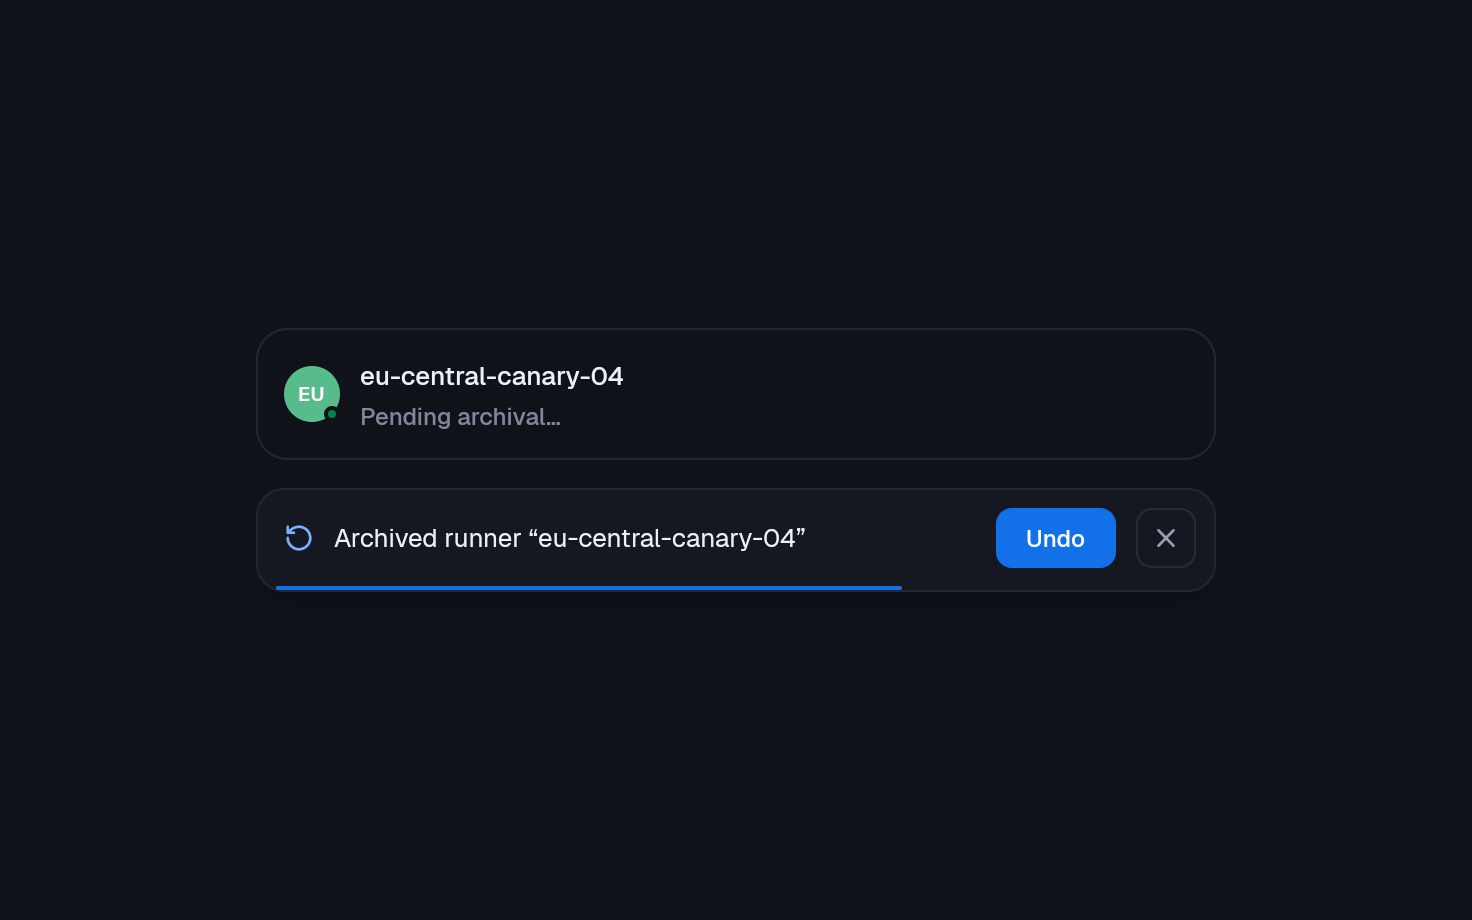 EU
eu-central-canary-04
Pending archival…
Archived runner “eu-central-canary-04”
Undo